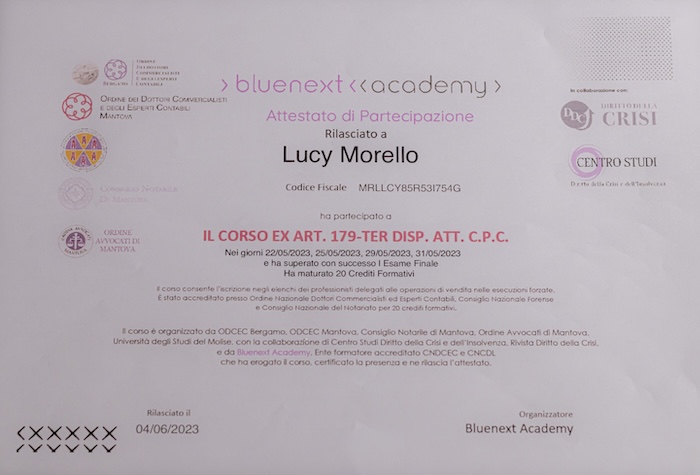 ORDINE
DEI DOTTORI
COMMERCIALISTI
E DEGLI ESPERTI
CONTABILI
BERGAMO
ORDINE DEI DOTTORI COMMERCIALISTI
E DEGLI ESPERTI CONTABILI
MANTOVA
CONSIGLIO NOTARILE
DI MANTOVA
ORDINE
AVVOCATI DI
MANTOVA
bluenext academy
In collaborazione con:
DDC
DIRITTO DELLA
CRISI
CENTRO STUDI
Diritto della Crisi e dell'Insolvenza
Attestato di Partecipazione
Rilasciato a
Lucy Morello
Codice Fiscale MRLLCY85R53I754G
ha partecipato a
IL CORSO EX ART. 179-TER DISP. ATT. C.P.C.
Nei giorni 22/05/2023, 25/05/2023, 29/05/2023, 31/05/2023
e ha superato con successo l Esame Finale
Ha maturato 20 Crediti Formativi
Il corso consente l'iscrizione negli elenchi dei professionisti delegati alle operazioni di vendita nelle esecuzioni forzate.
È stato accreditato presso Ordine Nazionale Dottori Commercialisti ed Esperti Contabili, Consiglio Nazionale Forense
e Consiglio Nazionale del Notariato per 20 crediti formativi.
Il corso è organizzato da ODCEC Bergamo, ODCEC Mantova, Consiglio Notarile di Mantova, Ordine Avvocati di Mantova,
Università degli Studi del Molise, con la collaborazione di Centro Studi Diritto della Crisi e dell'Insolvenza, Rivista Diritto della Crisi,
e da Bluenext Academy, Ente formatore accreditato CNDCEC e CNCDL
che ha erogato il corso, certificato la presenza e ne rilascia l'attestato.
Rilasciato il
04/06/2023
Organizzatore
Bluenext Academy